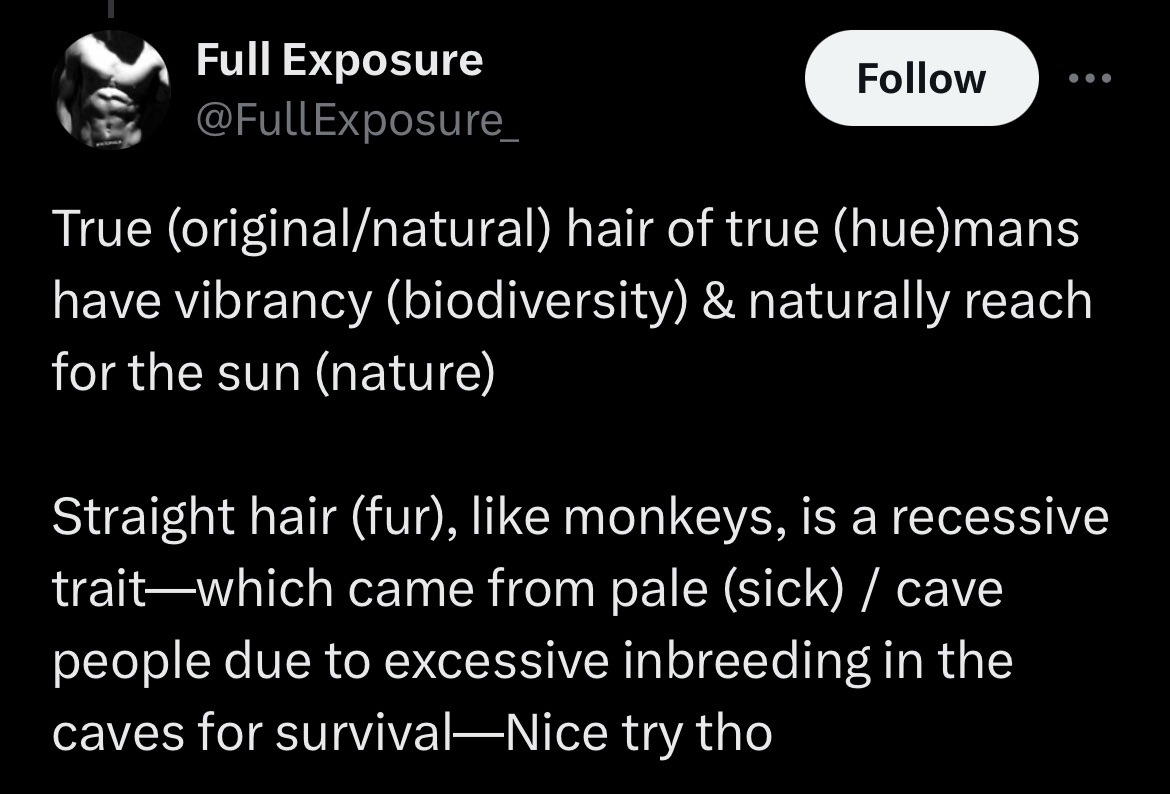 Full Exposure
Follow
@FullExposure_
True (original/natural) hair of true (hue)mans
have vibrancy (biodiversity) & naturally reach
for the sun (nature)
Straight hair (fur), like monkeys, is a recessive
trait—which came from pale (sick) / cave
people due to excessive inbreeding in the
caves for survival—Nice try tho